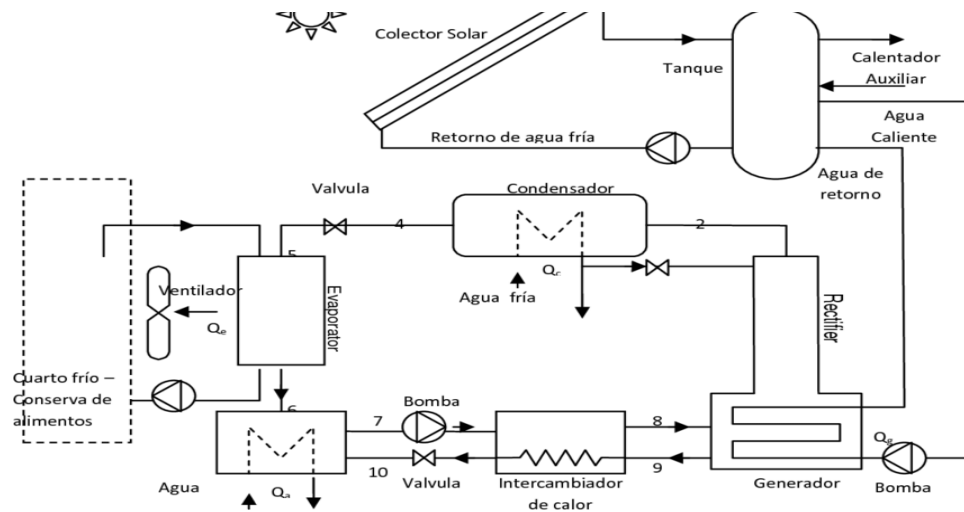 Colector Solar
Tanque
Calentador
Auxiliar
Agua
Caliente
Retorno de agua fría
Agua de
retorno
Valvula
Condensador
4
2
5
Qc
Agua fría
Ventilador
Qe
Evaporator
Rectifier
Cuarto frío –
Conserva de
alimentos
6
7
Bomba
8
Qg
10
Valvula
9
Agua
Qa
Intercambiador
de calor
Generador
Bomba